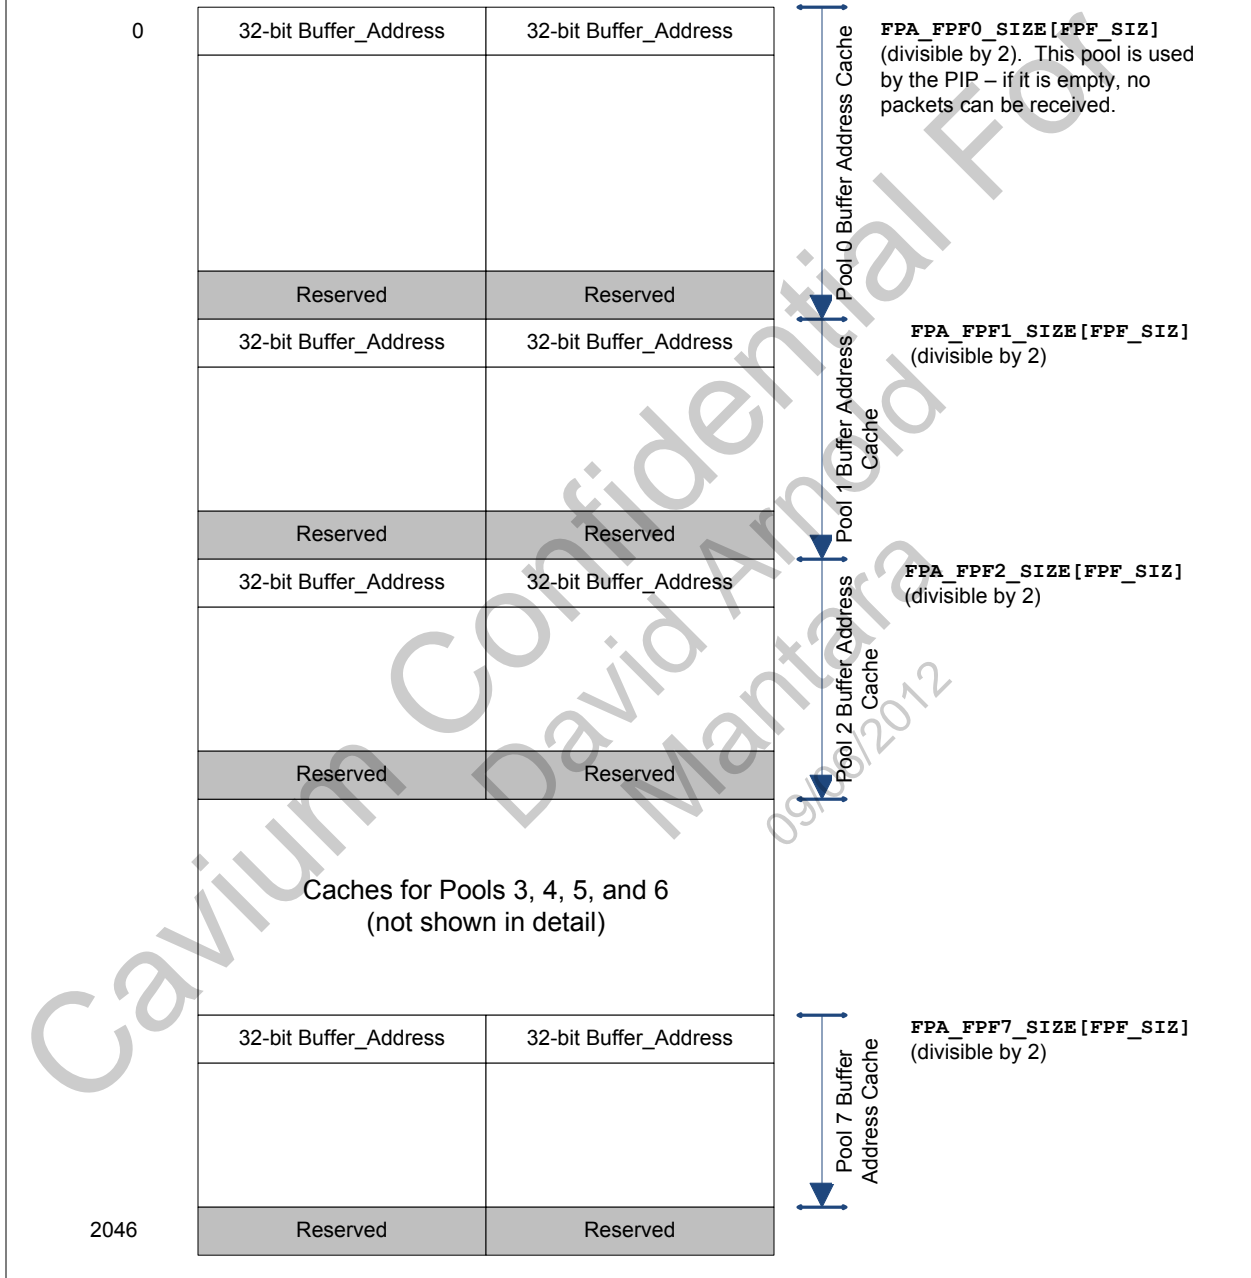 0
32-bit Buffer_Address 32-bit Buffer_Address
FPA_FPF0_SIZE[FPF_SIZ]
(divisible by 2). This pool is used
by the PIP – if it is empty, no
packets can be received.
Pool 0 Buffer Address Cache
Reserved Reserved
32-bit Buffer_Address 32-bit Buffer_Address
FPA_FPF1_SIZE[FPF_SIZ]
(divisible by 2)
Pool 1 Buffer Address
Cache
Reserved Reserved
32-bit Buffer_Address 32-bit Buffer_Address
FPA_FPF2_SIZE[FPF_SIZ]
(divisible by 2)
Pool 2 Buffer Address
Cache
Reserved Reserved
Caches for Pools 3, 4, 5, and 6
(not shown in detail)
32-bit Buffer_Address 32-bit Buffer_Address
FPA_FPF7_SIZE[FPF_SIZ]
(divisible by 2)
Pool 7 Buffer
Address Cache
2046
Reserved Reserved
Cavium Confidential For
David Arnold
Mantara
09/06/2012